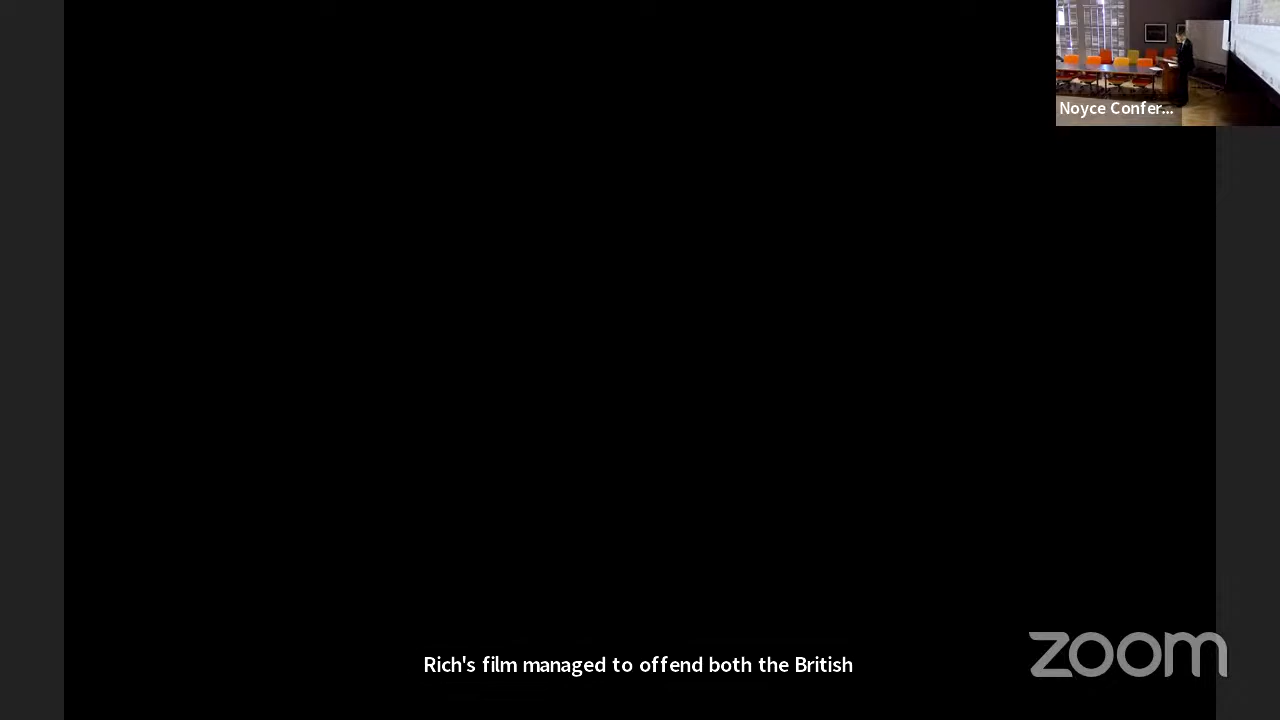 Noyce Confer...
Rich's film managed to offend both the British
zoom